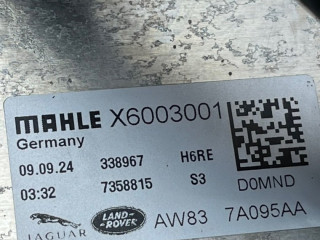 MAHLE X6003001
Germany
09.09.24 338967 H6RE
03:32 7358815 S3 D0MND
JAGUAR LAND-ROVER AW83 7A095AA